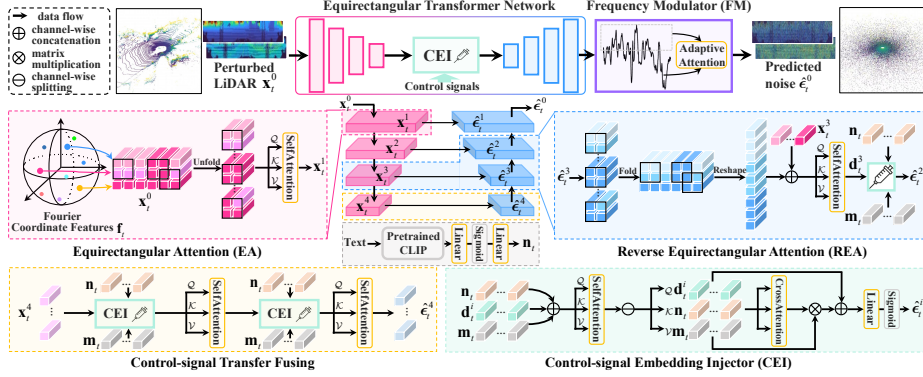 data flow
channel-wise
concatenation
matrix
multiplication
channel-wise
splitting
Perturbed
LiDAR x_t^0
Equirectangular Transformer Network
CEI
Control signals
Frequency Modulator (FM)
Adaptive
Attention
Predicted
noise ϵ̂_t^0
Fourier
Coordinate Features f_t
x_t^0
Unfold
Q
K
V
SelfAttention
x_t^1
Equirectangular Attention (EA)
x_t^0
ϵ̂_t^0
x_t^1
ϵ̂_t^1
x_t^2
ϵ̂_t^2
x_t^3
ϵ̂_t^3
x_t^4
ϵ̂_t^4
Text
Pretrained
CLIP
Linear
Sigmoid
Linear
n_t
ϵ̂_t^3
Fold
Reshape
x_t^3
Q
K
V
SelfAttention
d_t^3
n_t
...
m_t
...
ϵ̂_t^2
Reverse Equirectangular Attention (REA)
x_t^4
n_t
...
CEI
m_t
...
Q
K
V
SelfAttention
n_t
...
CEI
m_t
...
Q
K
V
SelfAttention
ϵ̂_t^4
Control-signal Transfer Fusing
n_t
...
d_t^i
...
m_t
...
Q
K
V
SelfAttention
Q d_t^i
...
K n_t
...
V m_t
...
CrossAttention
Linear
Sigmoid
ϵ̂_t^i
Control-signal Embedding Injector (CEI)